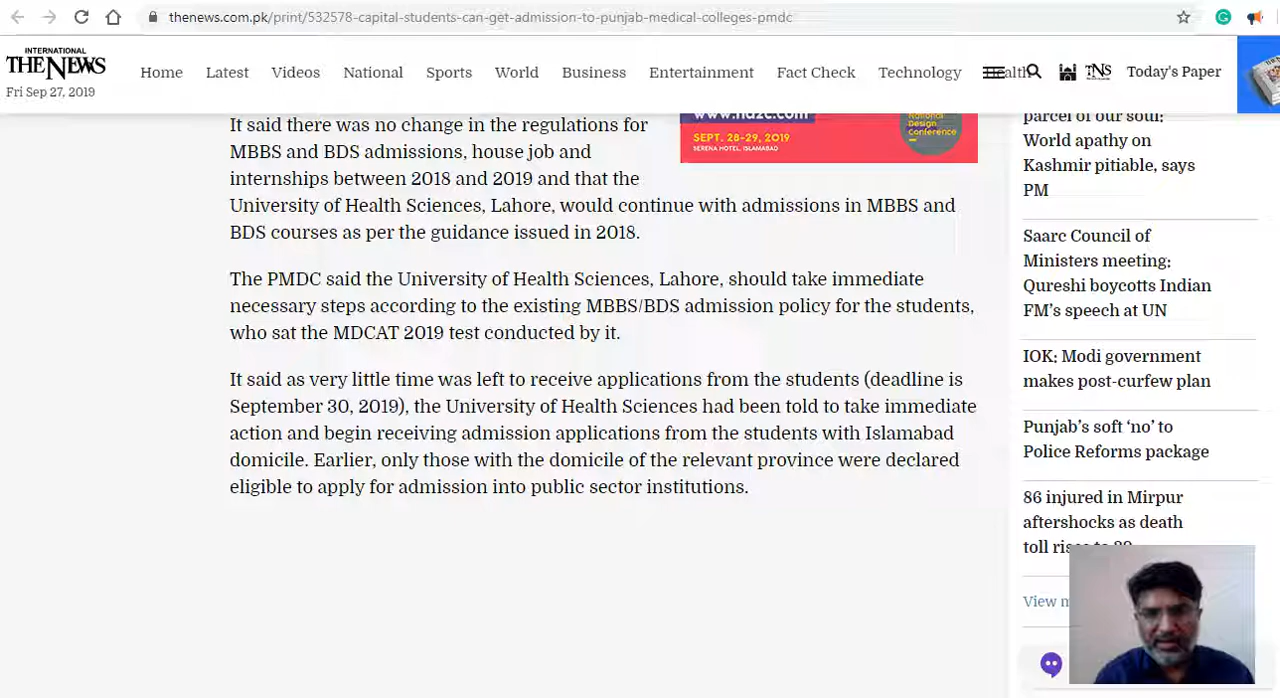 thenews.com.pk/print/532578-capital-students-can-get-admission-to-punjab-medical-colleges-pmdc
INTERNATIONAL
THE NEWS
Fri Sep 27, 2019
Home Latest Videos National Sports World Business Entertainment Fact Check Technology Health TNS Today's Paper
National
Design
conference
SEPT. 28-29, 2019
SERENA HOTEL, ISLAMABAD
It said there was no change in the regulations for
MBBS and BDS admissions, house job and
internships between 2018 and 2019 and that the
University of Health Sciences, Lahore, would continue with admissions in MBBS and
BDS courses as per the guidance issued in 2018.
The PMDC said the University of Health Sciences, Lahore, should take immediate
necessary steps according to the existing MBBS/BDS admission policy for the students,
who sat the MDCAT 2019 test conducted by it.
It said as very little time was left to receive applications from the students (deadline is
September 30, 2019), the University of Health Sciences had been told to take immediate
action and begin receiving admission applications from the students with Islamabad
domicile. Earlier, only those with the domicile of the relevant province were declared
eligible to apply for admission into public sector institutions.
parcel of our soul:
World apathy on
Kashmir pitiable, says
PM
Saarc Council of
Ministers meeting:
Qureshi boycotts Indian
FM's speech at UN
IOK: Modi government
makes post-curfew plan
Punjab's soft 'no' to
Police Reforms package
86 injured in Mirpur
aftershocks as death
toll
View